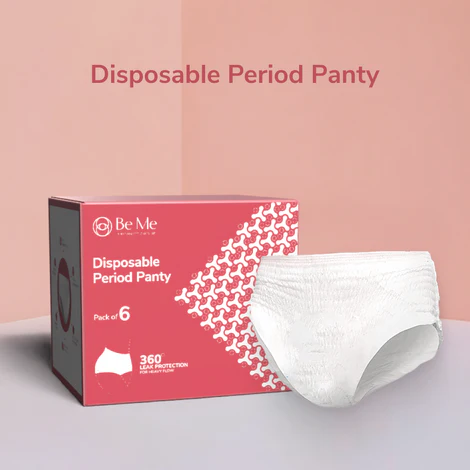 Disposable Period Panty
Be Me
Disposable
Period Panty
Pack of 6
360°
LEAK PROTECTION
FOR HEAVY FLOW